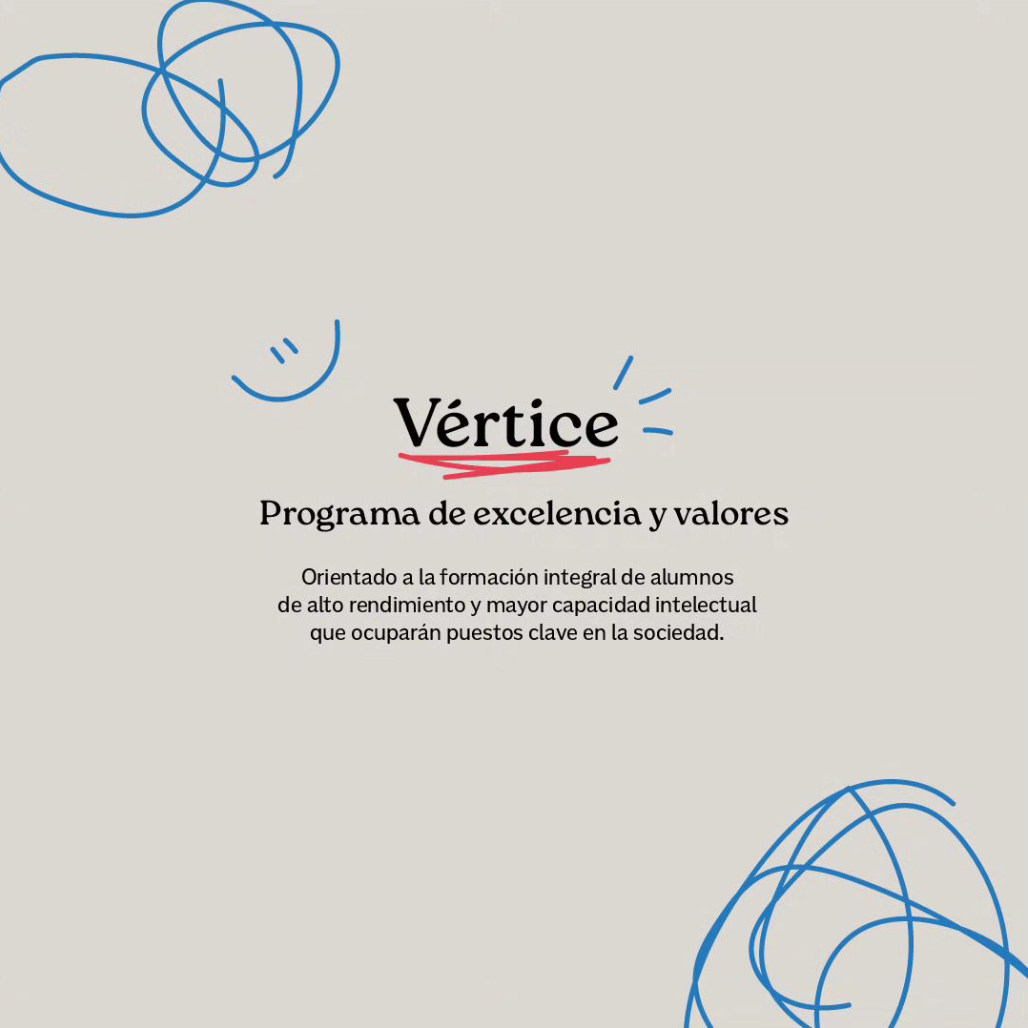 Vértice
Programa de excelencia y valores
Orientado a la formación integral de alumnos
de alto rendimiento y mayor capacidad intelectual
que ocuparán puestos clave en la sociedad.